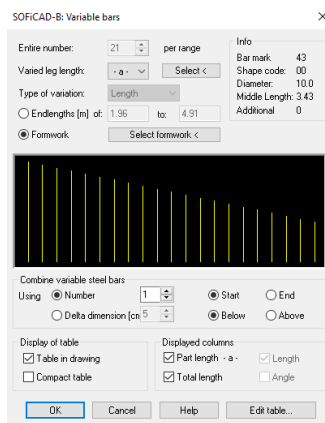 SOFiCAD-B: Variable bars
Entire number: 21 per range
Varied leg length: - a - Select <
Type of variation: Length
Endlengths [m] of: 1.96 to: 4.91
Formwork Select formwork <
Info
Bar mark 43
Shape code: 00
Diameter: 10.0
Middle Length: 3.43
Additional 0
Combine variable steel bars
Using Number 1 Start End
Delta dimension [cn 5 Below Above
Display of table
Table in drawing
Compact table
Displayed columns
Part length - a - Length
Total length Angle
OK Cancel Help Edit table...